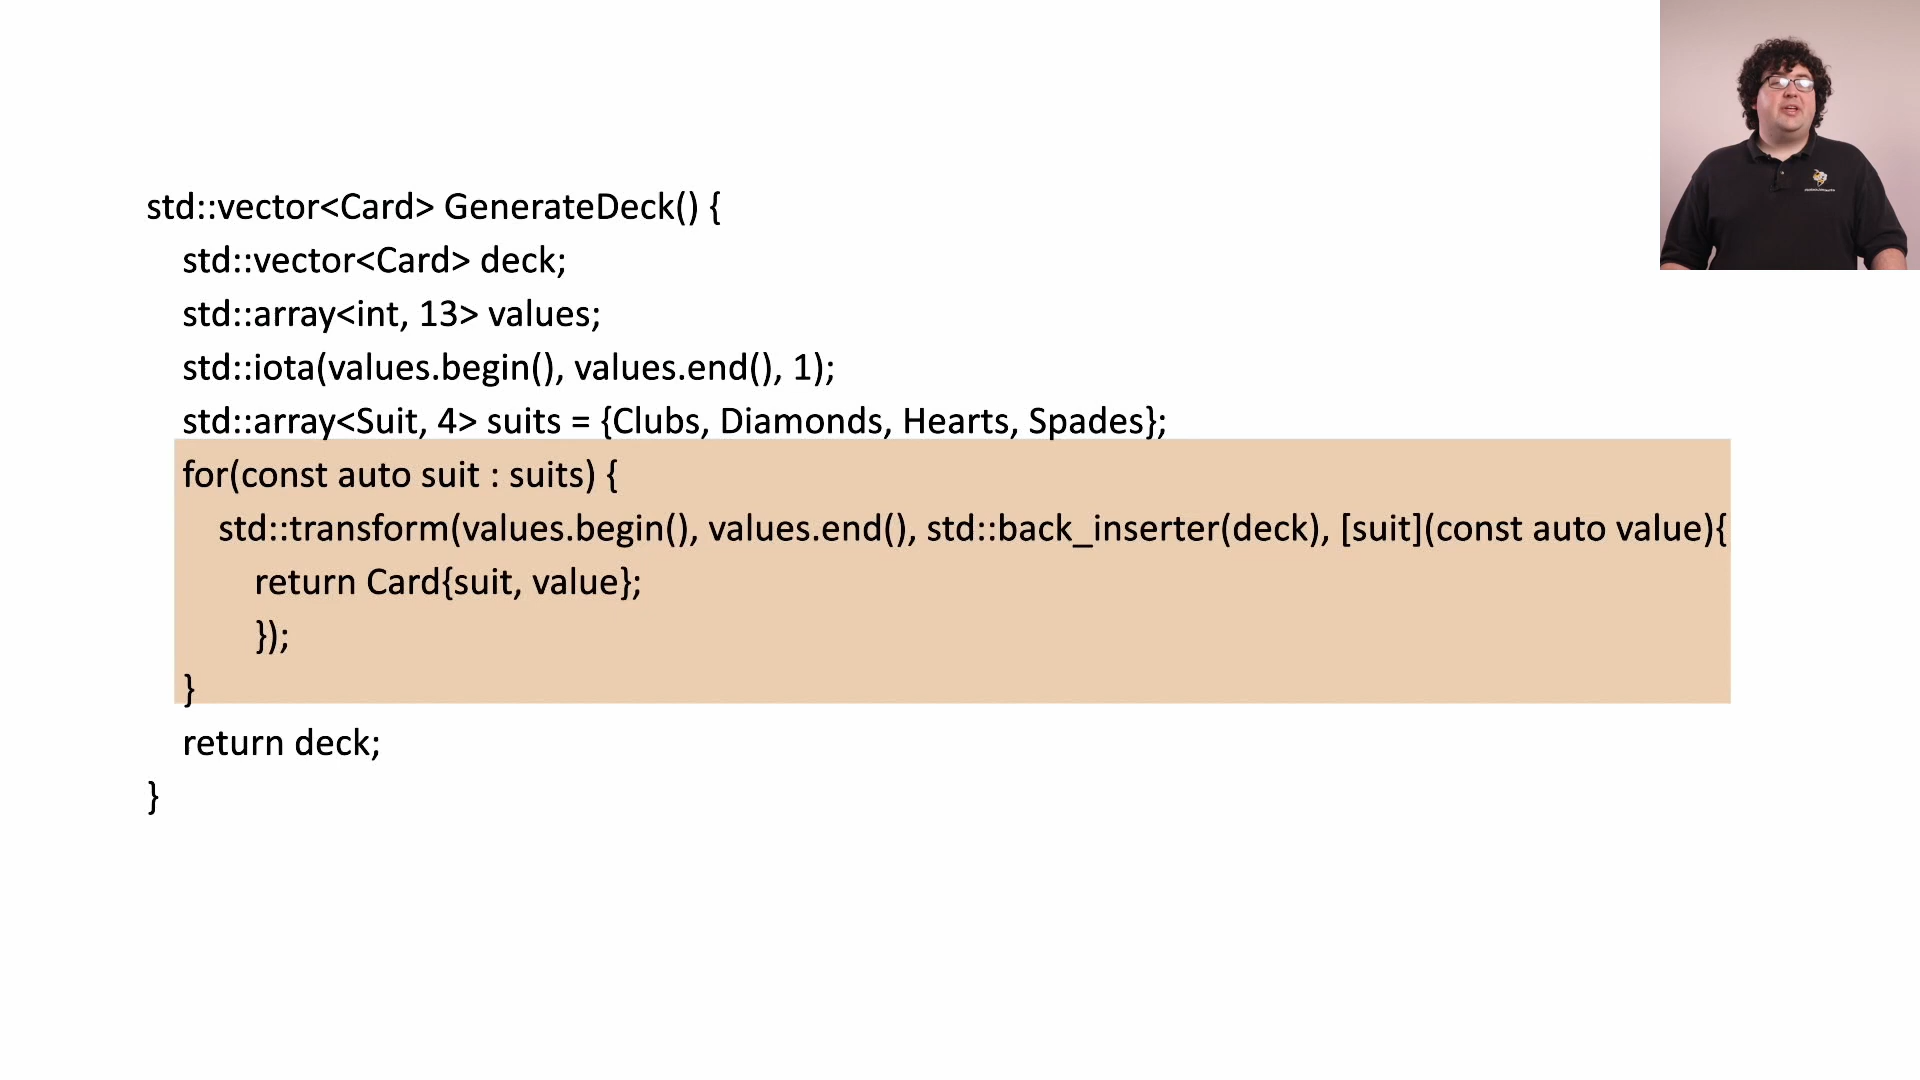 std::vector<Card> GenerateDeck() {
std::vector<Card> deck;
std::array<int, 13> values;
std::iota(values.begin(), values.end(), 1);
std::array<Suit, 4> suits = {Clubs, Diamonds, Hearts, Spades};
for(const auto suit : suits) {
std::transform(values.begin(), values.end(), std::back_inserter(deck), [suit](const auto value){
return Card{suit, value};
});
}
return deck;
}